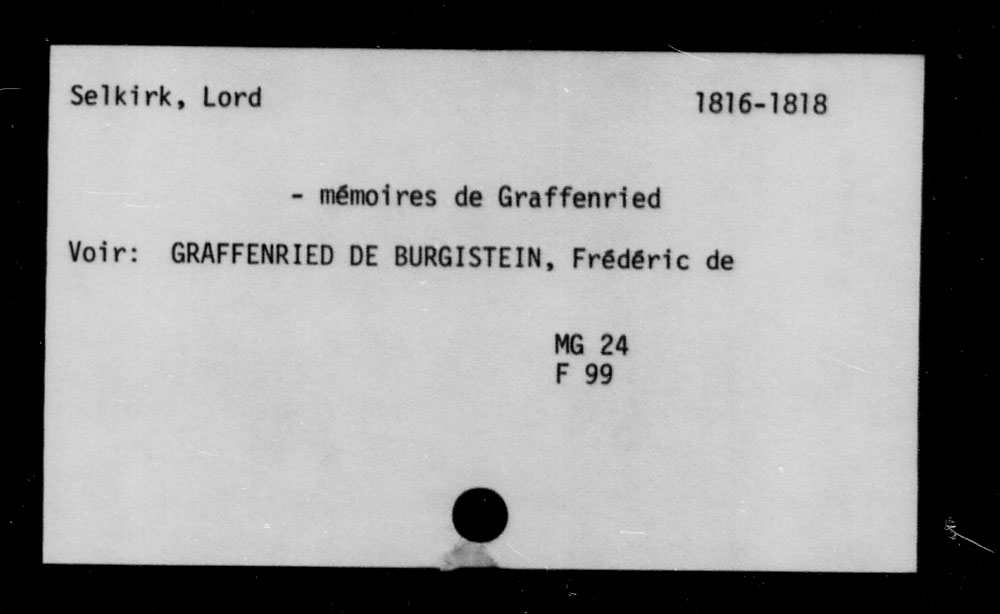 Selkirk, Lord 1816-1818
- mémoires de Graffenried
Voir: GRAFFENRIED DE BURGISTEIN, Frédéric de
MG 24
F 99